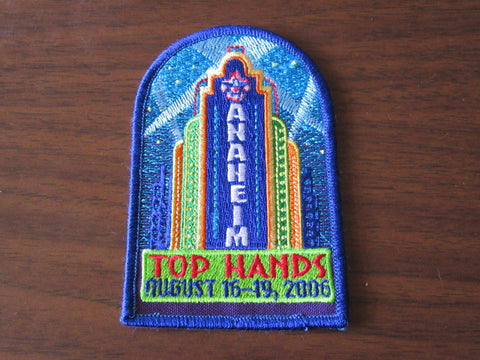 ANAHEIM
TOP HANDS
AUGUST 16-19, 2006